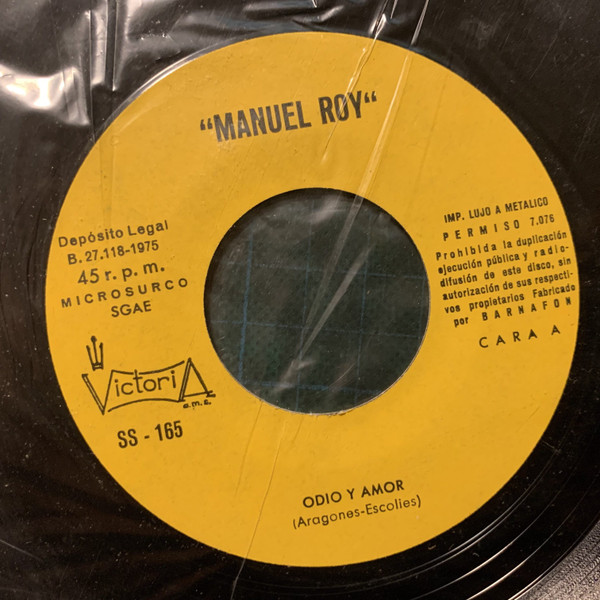 “MANUEL ROY“
Depósito Legal
B. 27.118-1975
45 r. p. m.
MICROSURCO
SGAE
VictoriA
e.m.e.
SS - 165
IMP. LUJO A METALICO
PERMISO 7.076
Prohibida la duplicación
ejecución pública y radio-
difusión de este disco, sin
autorización de sus respecti-
vos propietarios Fabricado
por BARNAFON
CARA A
ODIO Y AMOR
(Aragones-Escolies)